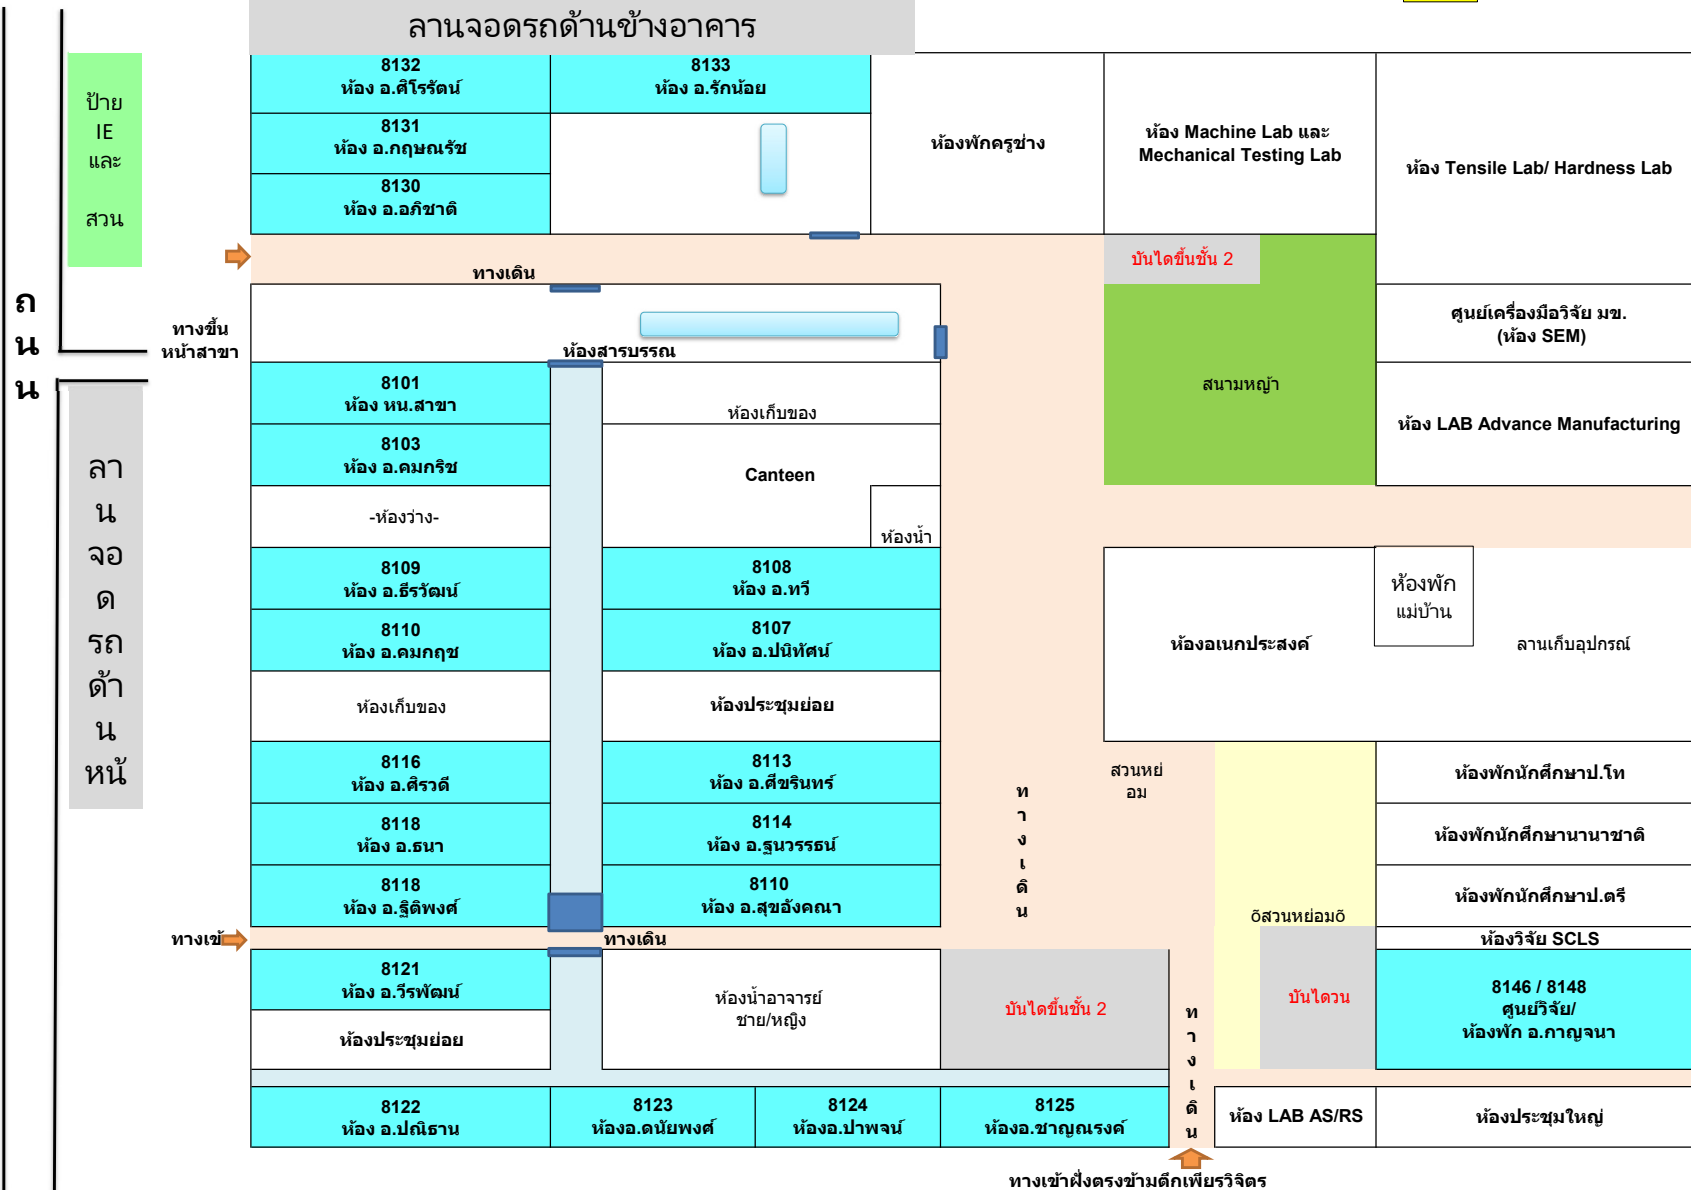 ลานจอดรถด้านข้างอาคาร
ป้าย
IE
และ
สวน
8132
ห้อง อ.ศิโรรัตน์
8133
ห้อง อ.รักน้อย
8131
ห้อง อ.กฤษณรัช
8130
ห้อง อ.อภิชาติ
ห้องพักครูช่าง
ห้อง Machine Lab และ
Mechanical Testing Lab
ห้อง Tensile Lab/ Hardness Lab
บันไดขึ้นชั้น 2
ทางเดิน
ถ
น
น
ทางขึ้น
หน้าสาขา
ห้องสารบรรณ
ศูนย์เครื่องมือวิจัย มข.
(ห้อง SEM)
8101
ห้อง หน.สาขา
ห้องเก็บของ
สนามหญ้า
ห้อง LAB Advance Manufacturing
8103
ห้อง อ.คมกริช
Canteen
-ห้องว่าง-
ห้องน้ำ
ลา
น
จอ
ด
รถ
ด้า
น
หน้
8109
ห้อง อ.ธีรวัฒน์
8108
ห้อง อ.ทวี
8110
ห้อง อ.คมกฤช
8107
ห้อง อ.ปนิทัศน์
ห้องอเนกประสงค์
ห้องพัก
แม่บ้าน
ลานเก็บอุปกรณ์
ห้องเก็บของ
ห้องประชุมย่อย
8116
ห้อง อ.ศิรวดี
8113
ห้อง อ.ศีขรินทร์
สวนหย่
อม
ห้องพักนักศึกษาป.โท
8118
ห้อง อ.ธนา
8114
ห้อง อ.ฐนวรรธน์
ท
า
ง
เ
ดิ
น
ห้องพักนักศึกษานานาชาติ
8118
ห้อง อ.ฐิติพงศ์
8110
ห้อง อ.สุขอังคณา
ห้องพักนักศึกษาป.ตรี
õสวนหย่อมõ
ทางเข้
ทางเดิน
ห้องวิจัย SCLS
8121
ห้อง อ.วีรพัฒน์
ห้องน้ำอาจารย์
ชาย/หญิง
บันไดขึ้นชั้น 2
บันไดวน
8146 / 8148
ศูนย์วิจัย/
ห้องพัก อ.กาญจนา
ห้องประชุมย่อย
ท
า
ง
เ
ดิ
น
8122
ห้อง อ.ปณิธาน
8123
ห้องอ.ดนัยพงศ์
8124
ห้องอ.ปาพจน์
8125
ห้องอ.ชาญณรงค์
ห้อง LAB AS/RS
ห้องประชุมใหญ่
ทางเข้าฝั่งตรงข้ามตึกเพียรวิจิตร